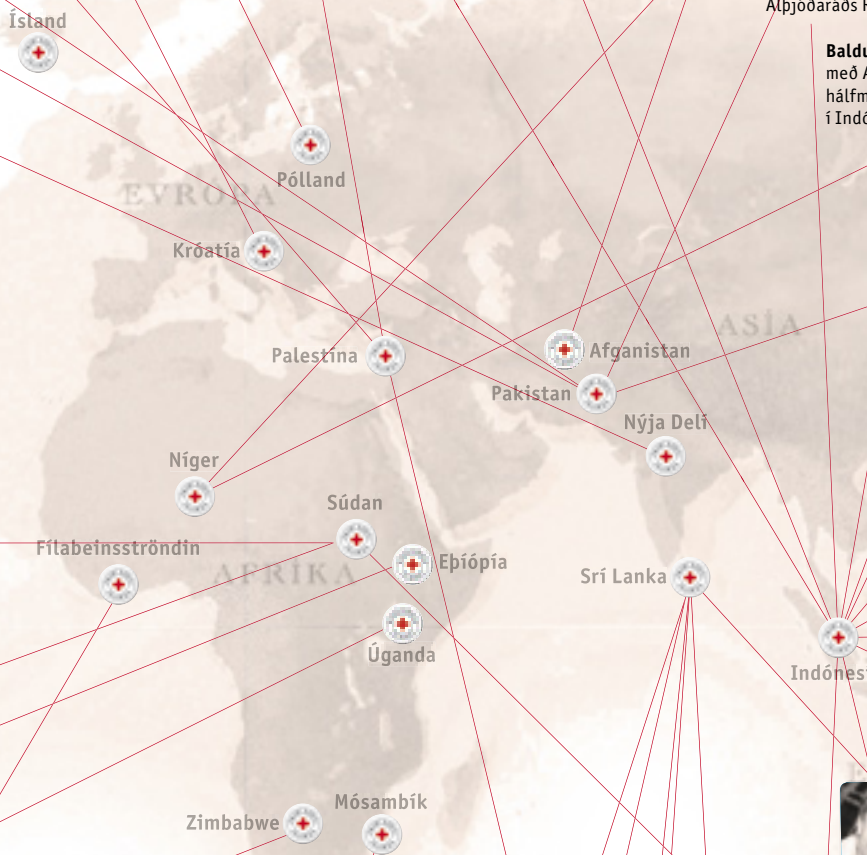 Ísland
Alþjóðaráðs
með
hálfm
í Indó
Pólland
EVRÓPA
Króatía
ASÍA
Palestína
Afganistan
Pakistan
Nýja Delí
Níger
Súdan
Fílabeinsströndin
Eþíópía
AFRÍKA
Srí Lanka
Úganda
Indónes
Mósambík
Zimbabwe